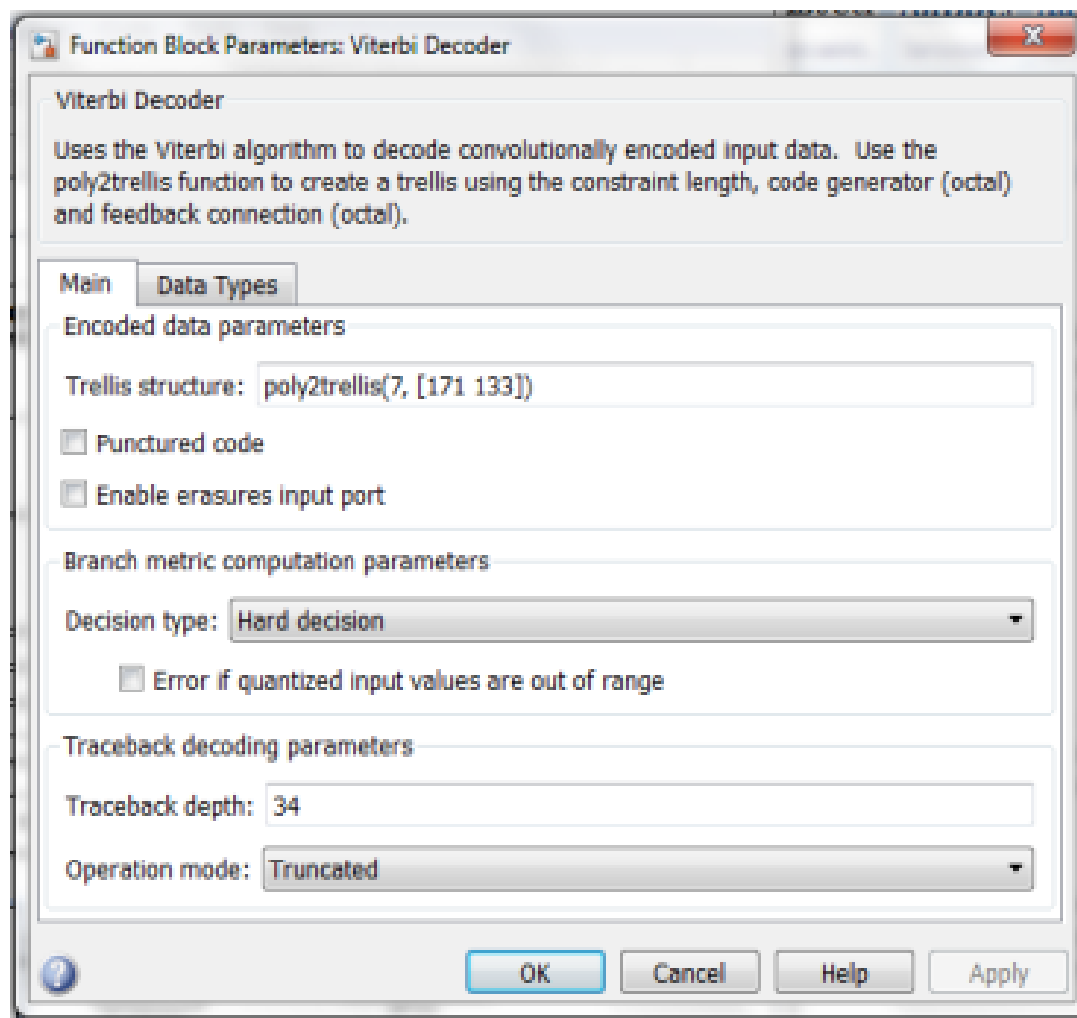 Function Block Parameters: Viterbi Decoder
Viterbi Decoder
Uses the Viterbi algorithm to decode convolutionally encoded input data. Use the
poly2trellis function to create a trellis using the constraint length, code generator (octal)
and feedback connection (octal).
Main Data Types
Encoded data parameters
Trellis structure: poly2trellis(7, [171 133])
Punctured code
Enable erasures input port
Branch metric computation parameters
Decision type: Hard decision
Error if quantized input values are out of range
Traceback decoding parameters
Traceback depth: 34
Operation mode: Truncated
OK Cancel Help Apply